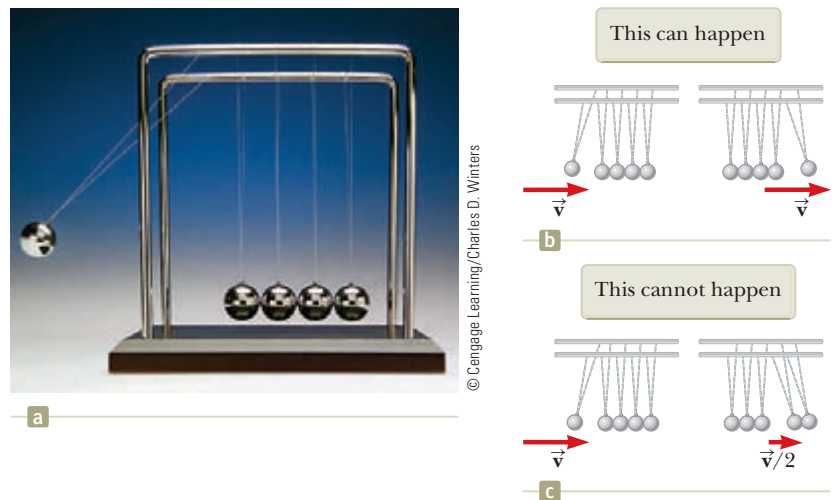 This can happen
© Cengage Learning/Charles D. Winters
v
v
b
This cannot happen
a
v
v/2
c